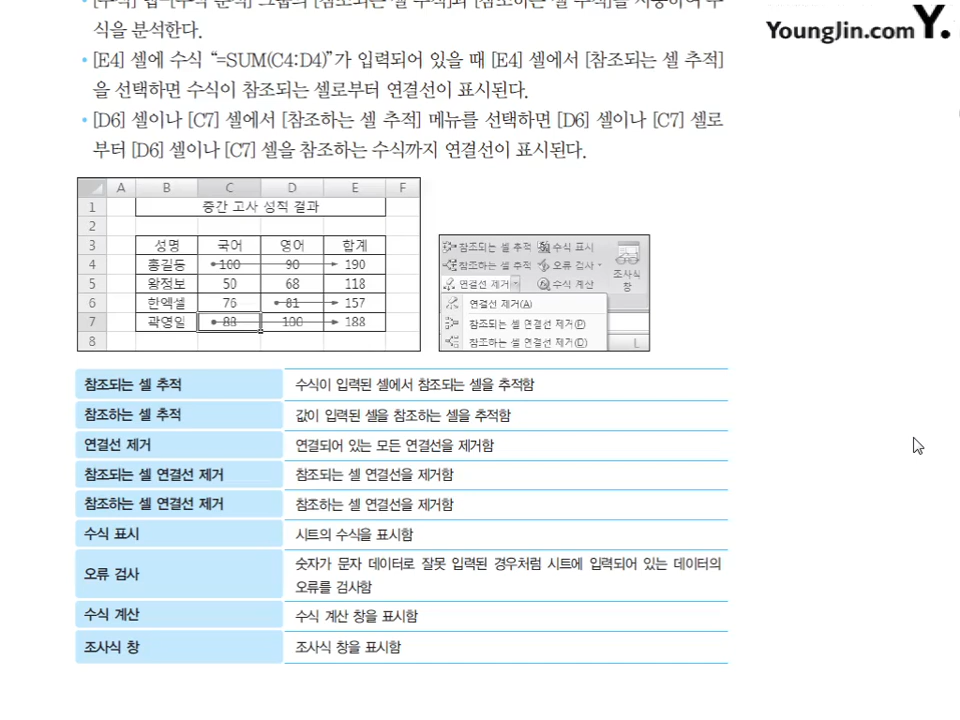 YoungJin.com Y.
식을 분석한다.
• [E4] 셀에 수식 “=SUM(C4:D4)”가 입력되어 있을 때 [E4] 셀에서 [참조되는 셀 추적]
을 선택하면 수식이 참조되는 셀로부터 연결선이 표시된다.
• [D6] 셀이나 [C7] 셀에서 [참조하는 셀 추적] 메뉴를 선택하면 [D6] 셀이나 [C7] 셀로
부터 [D6] 셀이나 [C7] 셀을 참조하는 수식까지 연결선이 표시된다.
A B C D E F
1 중간 고사 성적 결과
2
3 성명 국어 영어 합계
4 홍길동 100 90 190
5 왕정보 50 68 118
6 한엑셀 76 81 157
7 곽영일 88 100 188
8
참조되는 셀 추적 수식 표시
참조하는 셀 추적 오류 검사
연결선 제거 수식 계산
조사식
창
연결선 제거(A)
참조되는 셀 연결선 제거(P)
참조하는 셀 연결선 제거(D)
L
참조되는 셀 추적 수식이 입력된 셀에서 참조되는 셀을 추적함
참조하는 셀 추적 값이 입력된 셀을 참조하는 셀을 추적함
연결선 제거 연결되어 있는 모든 연결선을 제거함
참조되는 셀 연결선 제거 참조되는 셀 연결선을 제거함
참조하는 셀 연결선 제거 참조하는 셀 연결선을 제거함
수식 표시 시트의 수식을 표시함
오류 검사 숫자가 문자 데이터로 잘못 입력된 경우처럼 시트에 입력되어 있는 데이터의
오류를 검사함
수식 계산 수식 계산 창을 표시함
조사식 창 조사식 창을 표시함